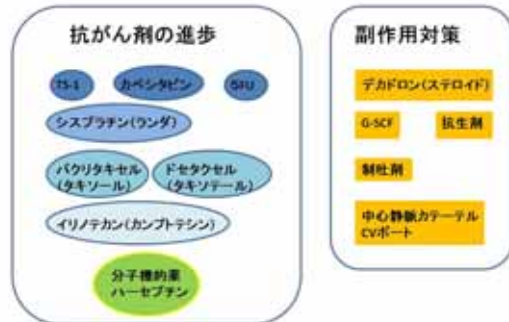 抗がん剤の進歩
TS-1
カペシタビン
5FU
シスプラチン(ランダ)
パクリタキセル
(タキソール)
ドセタクセル
(タキソテール)
イリノテカン(カンプトテシン)
分子標的薬
ハーセプチン
副作用対策
デカドロン(ステロイド)
G-SCF
抗生剤
制吐剤
中心静脈カテーテル
CVポート